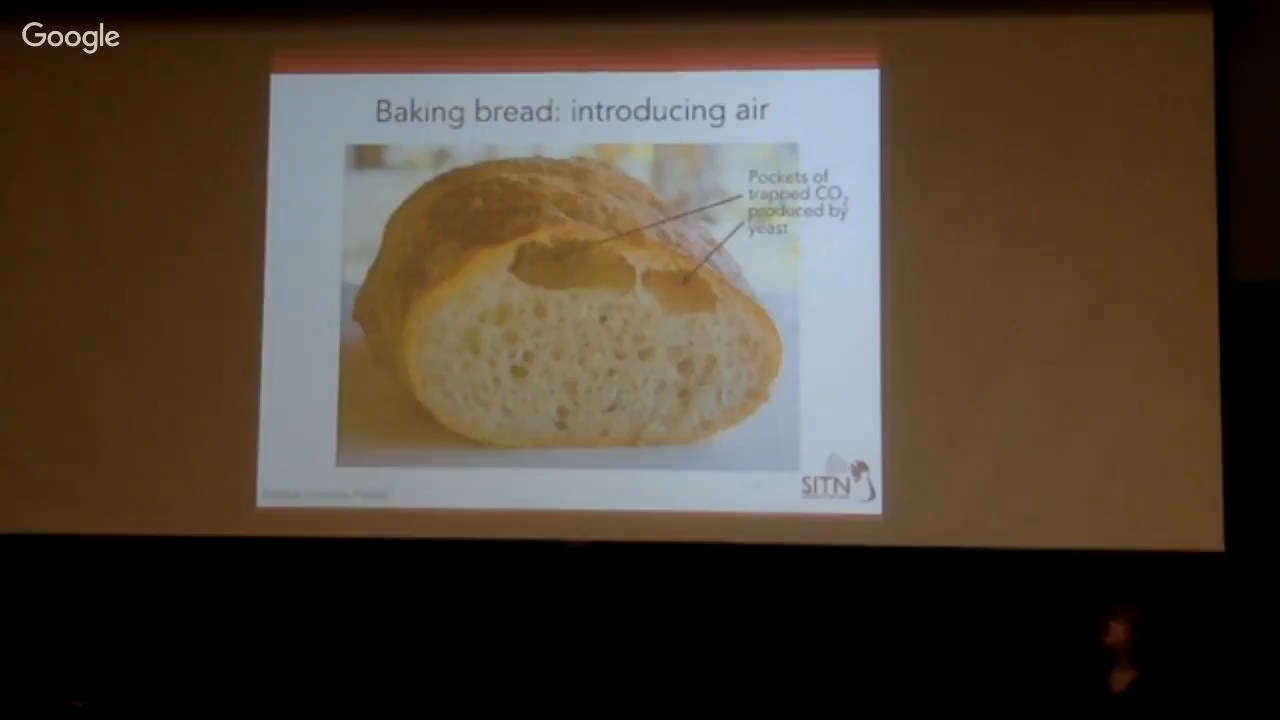 Google
Baking bread: introducing air
Pockets of
trapped CO₂
produced by
yeast
SITN